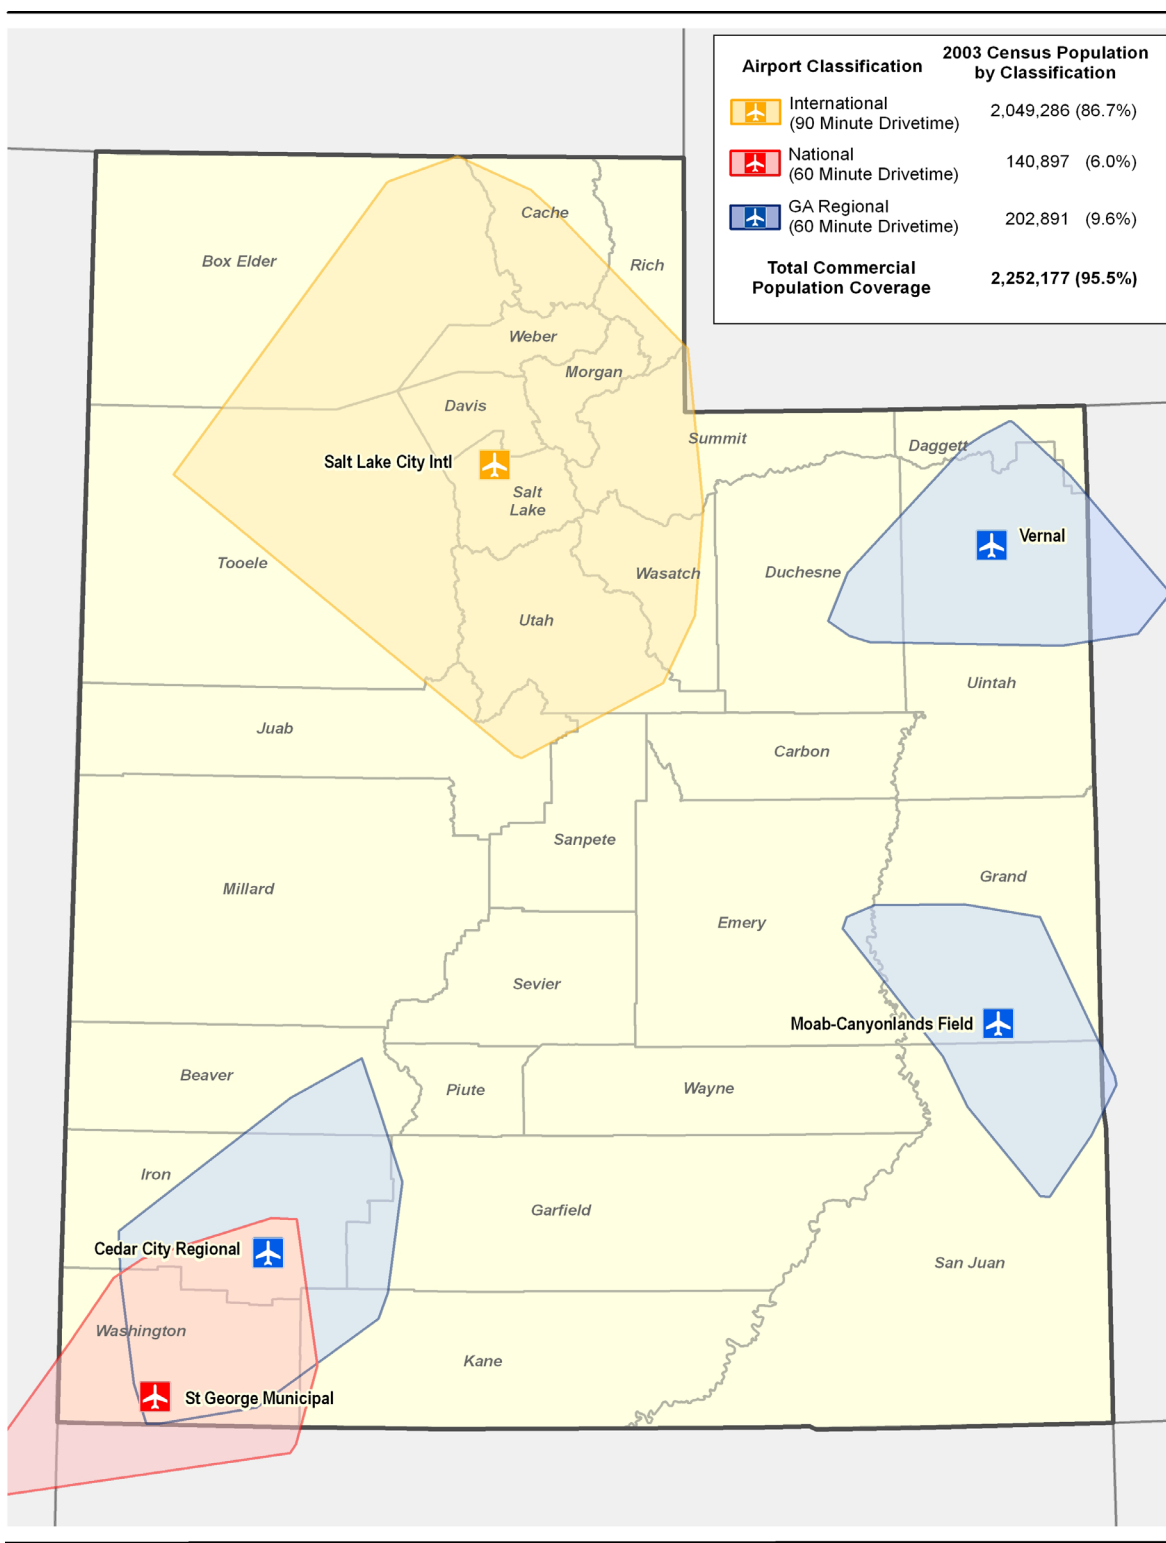 Airport Classification
2003 Census Population
by Classification
International
(90 Minute Drivetime)
2,049,286 (86.7%)
National
(60 Minute Drivetime)
140,897 (6.0%)
GA Regional
(60 Minute Drivetime)
202,891 (9.6%)
Total Commercial
Population Coverage
2,252,177 (95.5%)
Cache
Box Elder
Rich
Weber
Morgan
Davis
Summit
Daggett
Salt Lake City Intl
Salt
Lake
Vernal
Tooele
Wasatch
Duchesne
Utah
Uintah
Juab
Carbon
Sanpete
Grand
Millard
Emery
Sevier
Moab-Canyonlands Field
Beaver
Piute
Wayne
Iron
Garfield
Cedar City Regional
San Juan
Washington
Kane
St George Municipal